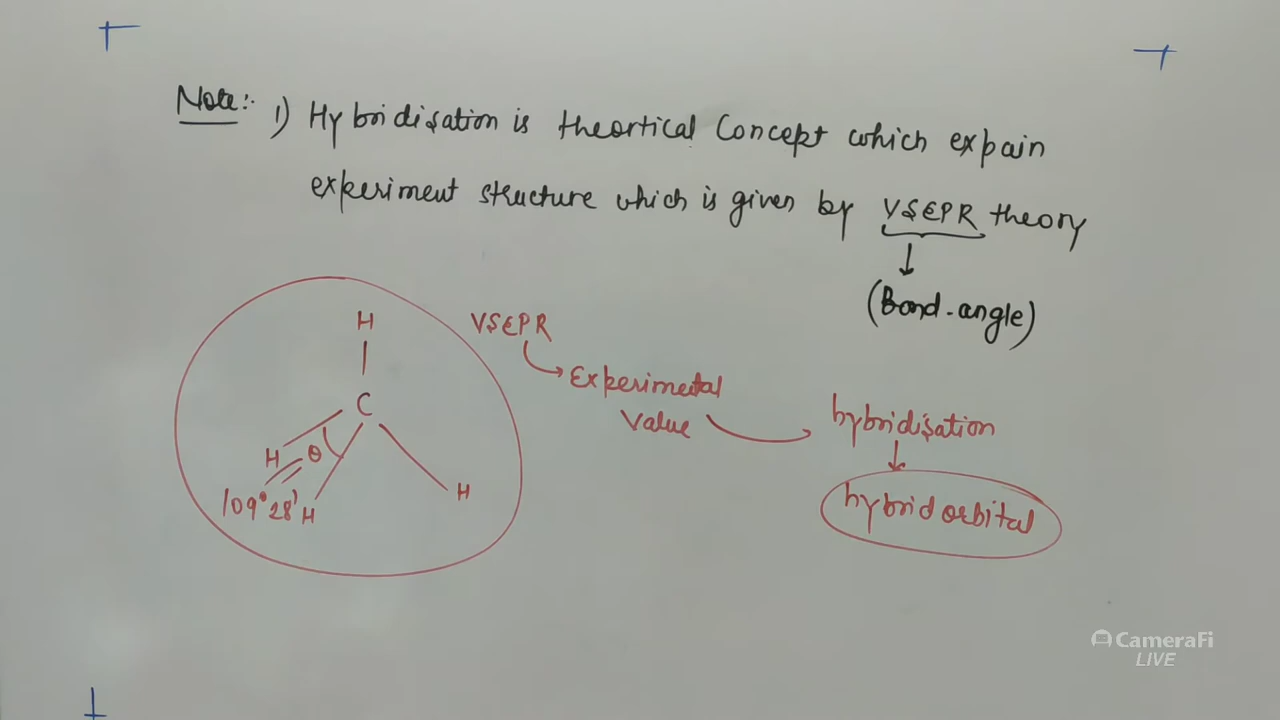 Note:- 1) Hybridisation is theortical Concept which expain
experiment structure which is given by VSEPR theory
(Bond-angle)
H
VSEPR
Experimetal
Value
hybridisation
C
H θ
109°28'
H
H
hybrid orbital
CameraFi
LIVE